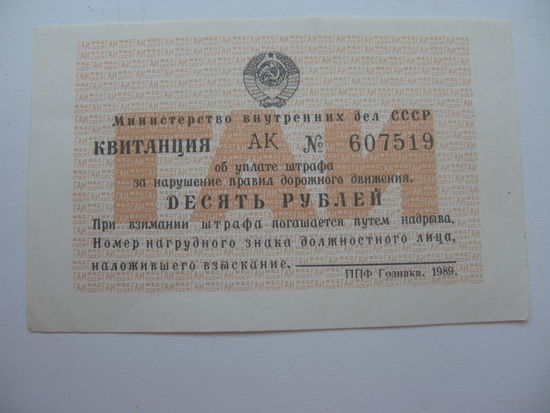 Министерство внутренних дел СССР
КВИТАНЦИЯ АК № 607519
об уплате штрафа
за нарушение правил дорожного движения.
ДЕСЯТЬ РУБЛЕЙ
При взимании штрафа погашается путем надрыва.
Номер нагрудного знака должностного лица,
наложившего взыскание,
ППФ Гознака. 1989.
ГАИ